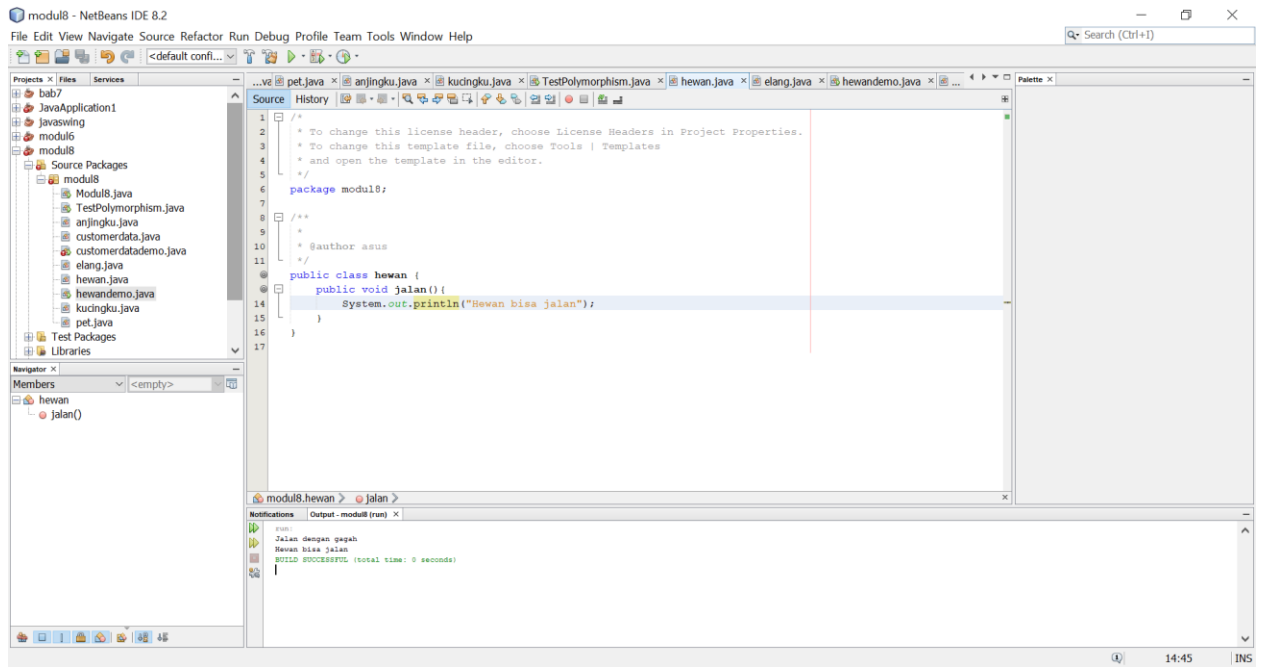 modul8 - NetBeans IDE 8.2
File Edit View Navigate Source Refactor Run Debug Profile Team Tools Window Help
Search (Ctrl+I)
<default confi...
Projects Files Services
bab7
JavaApplication1
javaswing
modul6
modul8
Source Packages
modul8
Modul8.java
TestPolymorphism.java
anjingku.java
customerdata.java
customerdatademo.java
elang.java
hewan.java
hewandemo.java
kucingku.java
pet.java
Test Packages
Libraries
Navigator
Members <empty>
hewan
jalan()
...va pet.java anjingku.java kucingku.java TestPolymorphism.java hewan.java elang.java hewandemo.java ...
Source History
1 /*
2 * To change this license header, choose License Headers in Project Properties.
3 * To change this template file, choose Tools | Templates
4 * and open the template in the editor.
5 */
6 package modul8;
7
8 /**
9 *
10 * @author asus
11 */
public class hewan {
public void jalan(){
14 System.out.println("Hewan bisa jalan");
15 }
16 }
17
modul8.hewan jalan
Notifications Output - modul8 (run)
run:
Jalan dengan gagah
Hewan bisa jalan
BUILD SUCCESSFUL (total time: 0 seconds)
Palette
14:45 INS